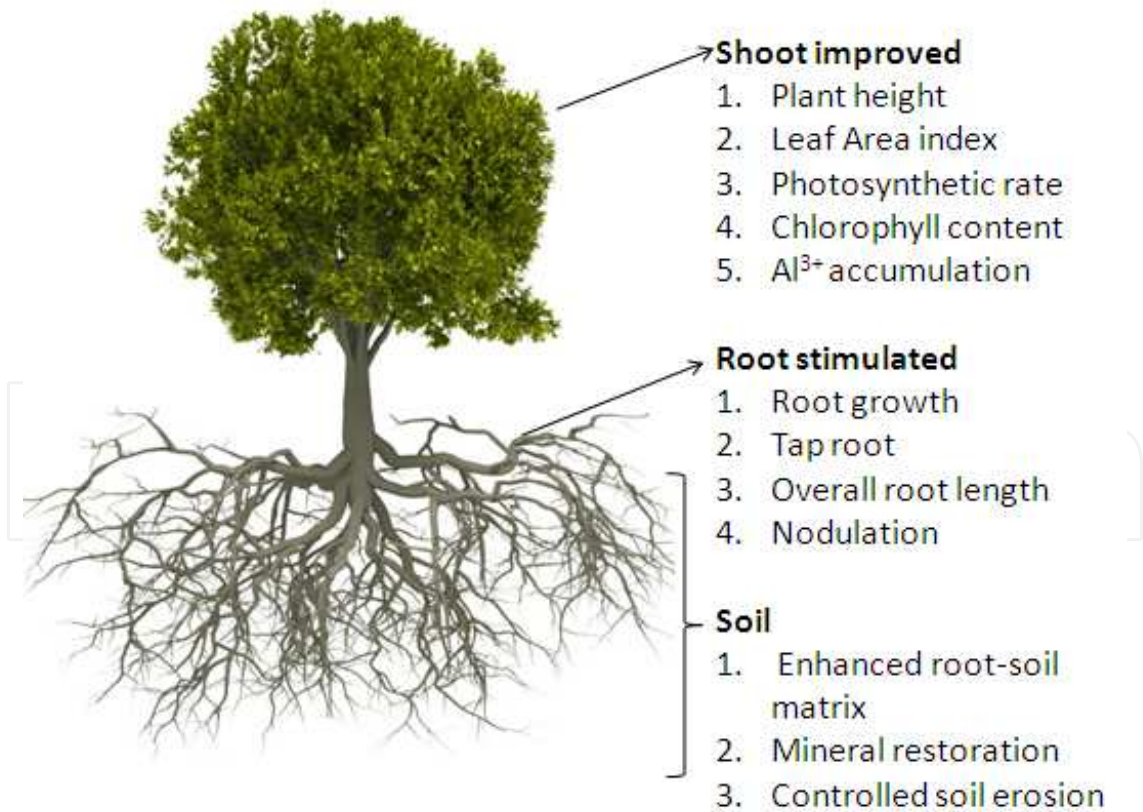 Shoot improved
1. Plant height
2. Leaf Area index
3. Photosynthetic rate
4. Chlorophyll content
5. Al³⁺ accumulation
Root stimulated
1. Root growth
2. Tap root
3. Overall root length
4. Nodulation
Soil
1. Enhanced root-soil
matrix
2. Mineral restoration
3. Controlled soil erosion